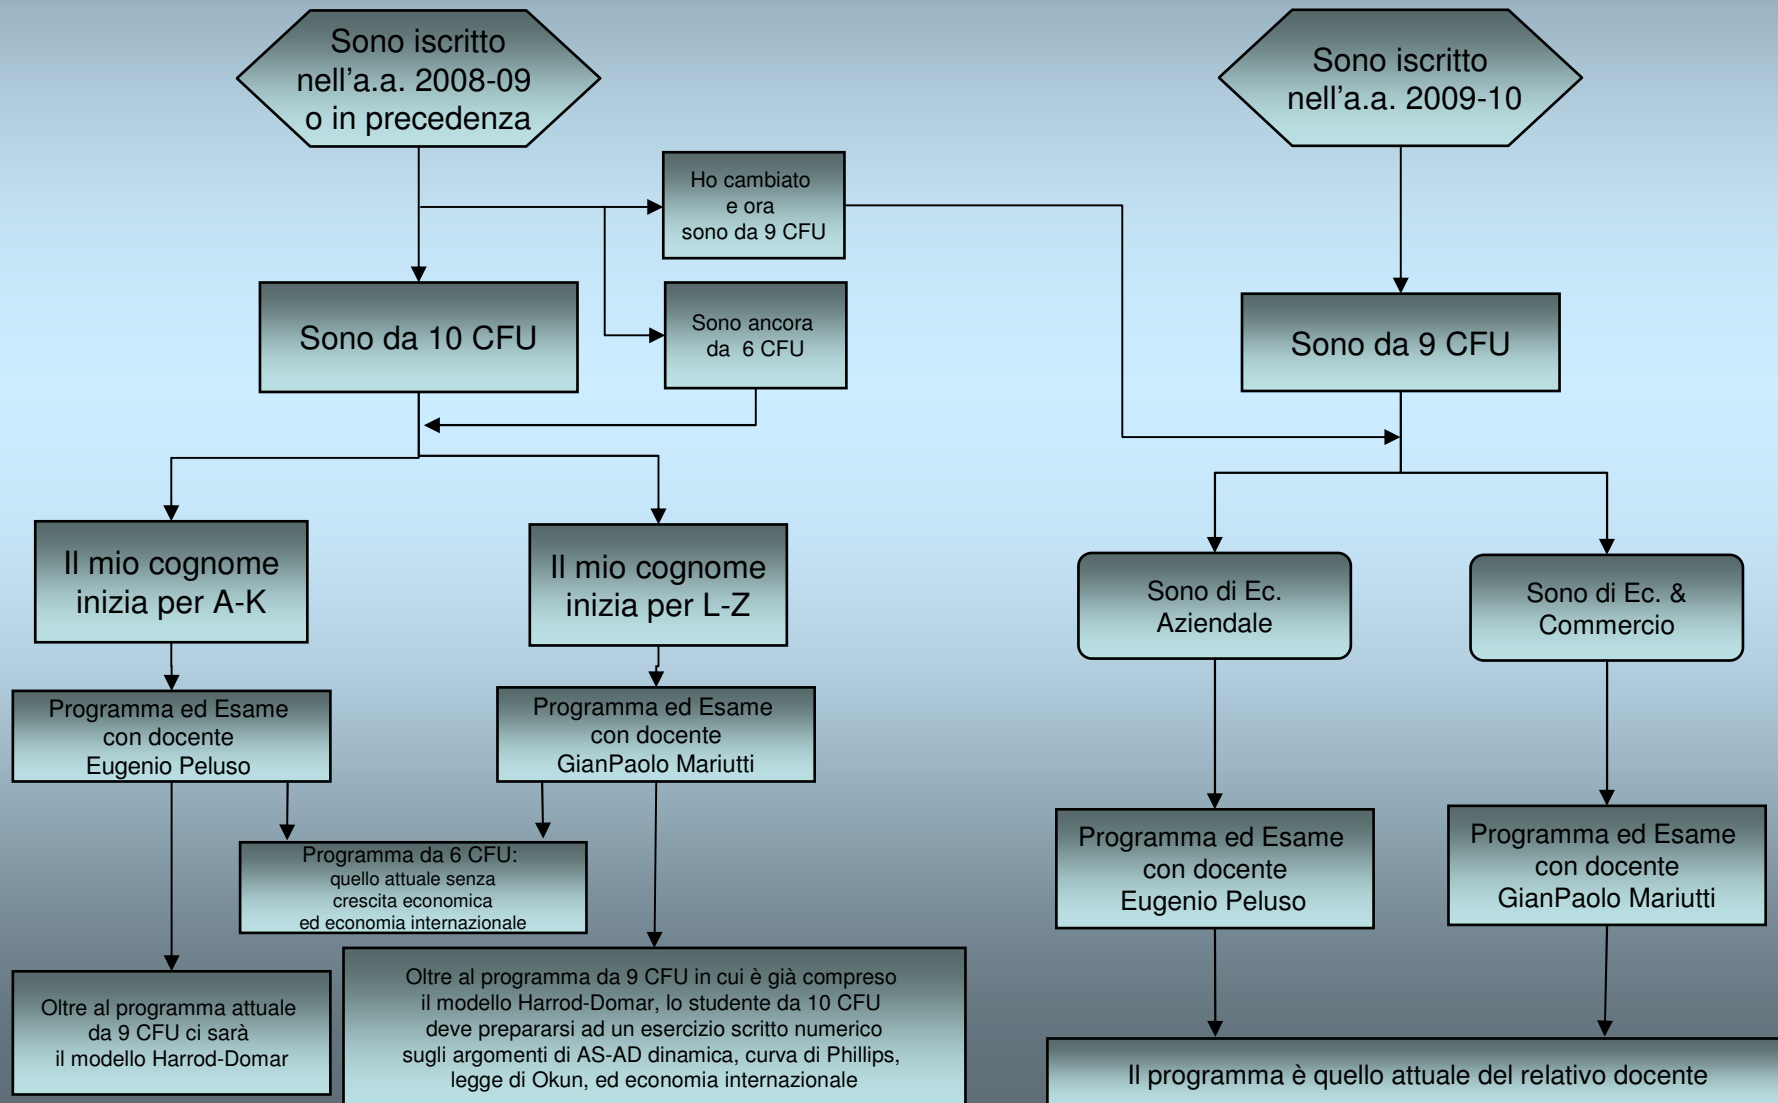 Sono iscritto
nell'a.a. 2008-09
o in precedenza
Sono iscritto
nell'a.a. 2009-10
Ho cambiato
e ora
sono da 9 CFU
Sono da 10 CFU
Sono ancora
da 6 CFU
Sono da 9 CFU
Il mio cognome
inizia per A-K
Il mio cognome
inizia per L-Z
Sono di Ec.
Aziendale
Sono di Ec. &
Commercio
Programma ed Esame
con docente
Eugenio Peluso
Programma ed Esame
con docente
GianPaolo Mariutti
Programma ed Esame
con docente
Eugenio Peluso
Programma ed Esame
con docente
GianPaolo Mariutti
Programma da 6 CFU:
quello attuale senza
crescita economica
ed economia internazionale
Oltre al programma attuale
da 9 CFU ci sarà
il modello Harrod-Domar
Oltre al programma da 9 CFU in cui è già compreso
il modello Harrod-Domar, lo studente da 10 CFU
deve prepararsi ad un esercizio scritto numerico
sugli argomenti di AS-AD dinamica, curva di Phillips,
legge di Okun, ed economia internazionale
Il programma è quello attuale del relativo docente